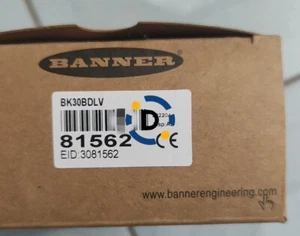 BANNER
BK30BDLV
D
81562 CE
EID:3081562
www.bannerengineering.com